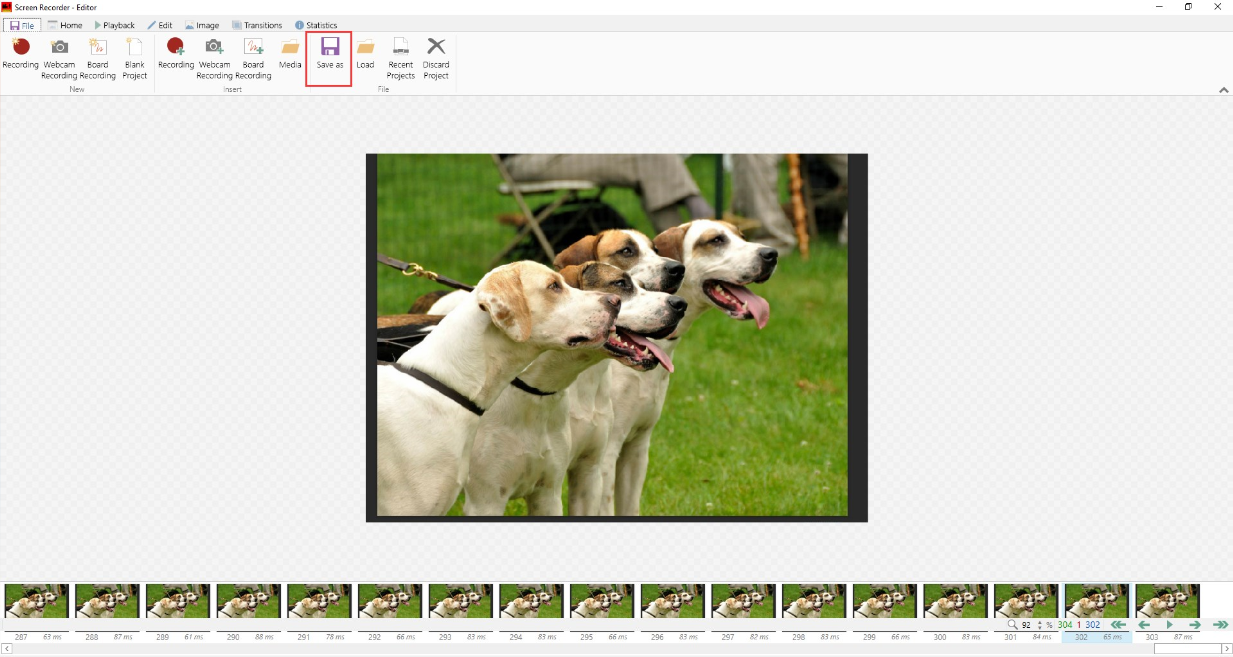 Screen Recorder - Editor
File Home Playback Edit Image Transitions Statistics
Recording Webcam Recording Board Recording Blank Project Recording Webcam Recording Board Recording Media Save as Load Recent Projects Discard Project
New Insert File
92 % 304 1 302
287 63 ms 288 87 ms 289 61 ms 290 88 ms 291 78 ms 292 66 ms 293 83 ms 294 83 ms 295 66 ms 296 83 ms 297 82 ms 298 83 ms 299 66 ms 300 83 ms 301 84 ms 302 65 ms 303 87 ms